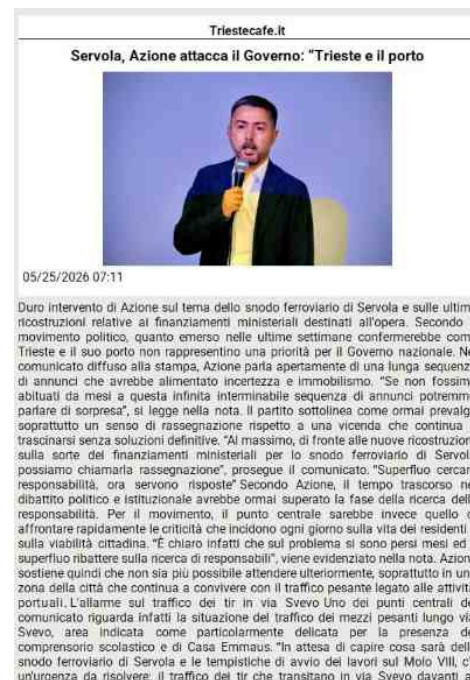 Triestecafe.it
Servola, Azione attacca il Governo: “Trieste e il porto
05/25/2026 07:11
Duro intervento di Azione sul tema dello snodo ferroviario di Servola e sulle ultim
ricostruzioni relative ai finanziamenti ministeriali destinati all'opera. Secondo
movimento politico, quanto emerso nelle ultime settimane confermerebbe com
Trieste e il suo porto non rappresentino una priorità per il Governo nazionale. Ne
comunicato diffuso alla stampa, Azione parla apertamente di una lunga sequenz
di annunci che avrebbe alimentato incertezza e immobilismo. “Se non fossim
abituati da mesi a questa infinita interminabile sequenza di annunci potremm
parlare di sorpresa”, si legge nella nota. Il partito sottolinea come ormai prevalg
soprattutto un senso di rassegnazione rispetto a una vicenda che continua
trascinarsi senza soluzioni definitive. “Al massimo, di fronte alle nuove ricostruzion
sulla sorte dei finanziamenti ministeriali per lo snodo ferroviario di Servol
possiamo chiamarla rassegnazione”, prosegue il comunicato. “Superfluo cercar
responsabilità, ora servono risposte” Secondo Azione, il tempo trascorso ne
dibattito politico e istituzionale avrebbe ormai superato la fase della ricerca dell
responsabilità. Per il movimento, il punto centrale sarebbe invece quello d
affrontare rapidamente le criticità che incidono ogni giorno sulla vita dei residenti
sulla viabilità cittadina. “È chiaro infatti che sul problema si sono persi mesi ed
superfluo ribattere sulla ricerca di responsabili”, viene evidenziato nella nota. Azion
sostiene quindi che non sia più possibile attendere ulteriormente, soprattutto in un
zona della città che continua a convivere con il traffico pesante legato alle attivit
portuali. L'allarme sul traffico dei tir in via Svevo Uno dei punti centrali de
comunicato riguarda infatti la situazione del traffico dei mezzi pesanti lungo vi
Svevo, area indicata come particolarmente delicata per la presenza de
comprensorio scolastico e di Casa Emmaus. “In attesa di capire cosa sarà dell
snodo ferroviario di Servola e le tempistiche di avvio dei lavori sul Molo VIII, c'
un'urgenza da risolvere: il traffico dei tir che transitano in via Svevo davanti a